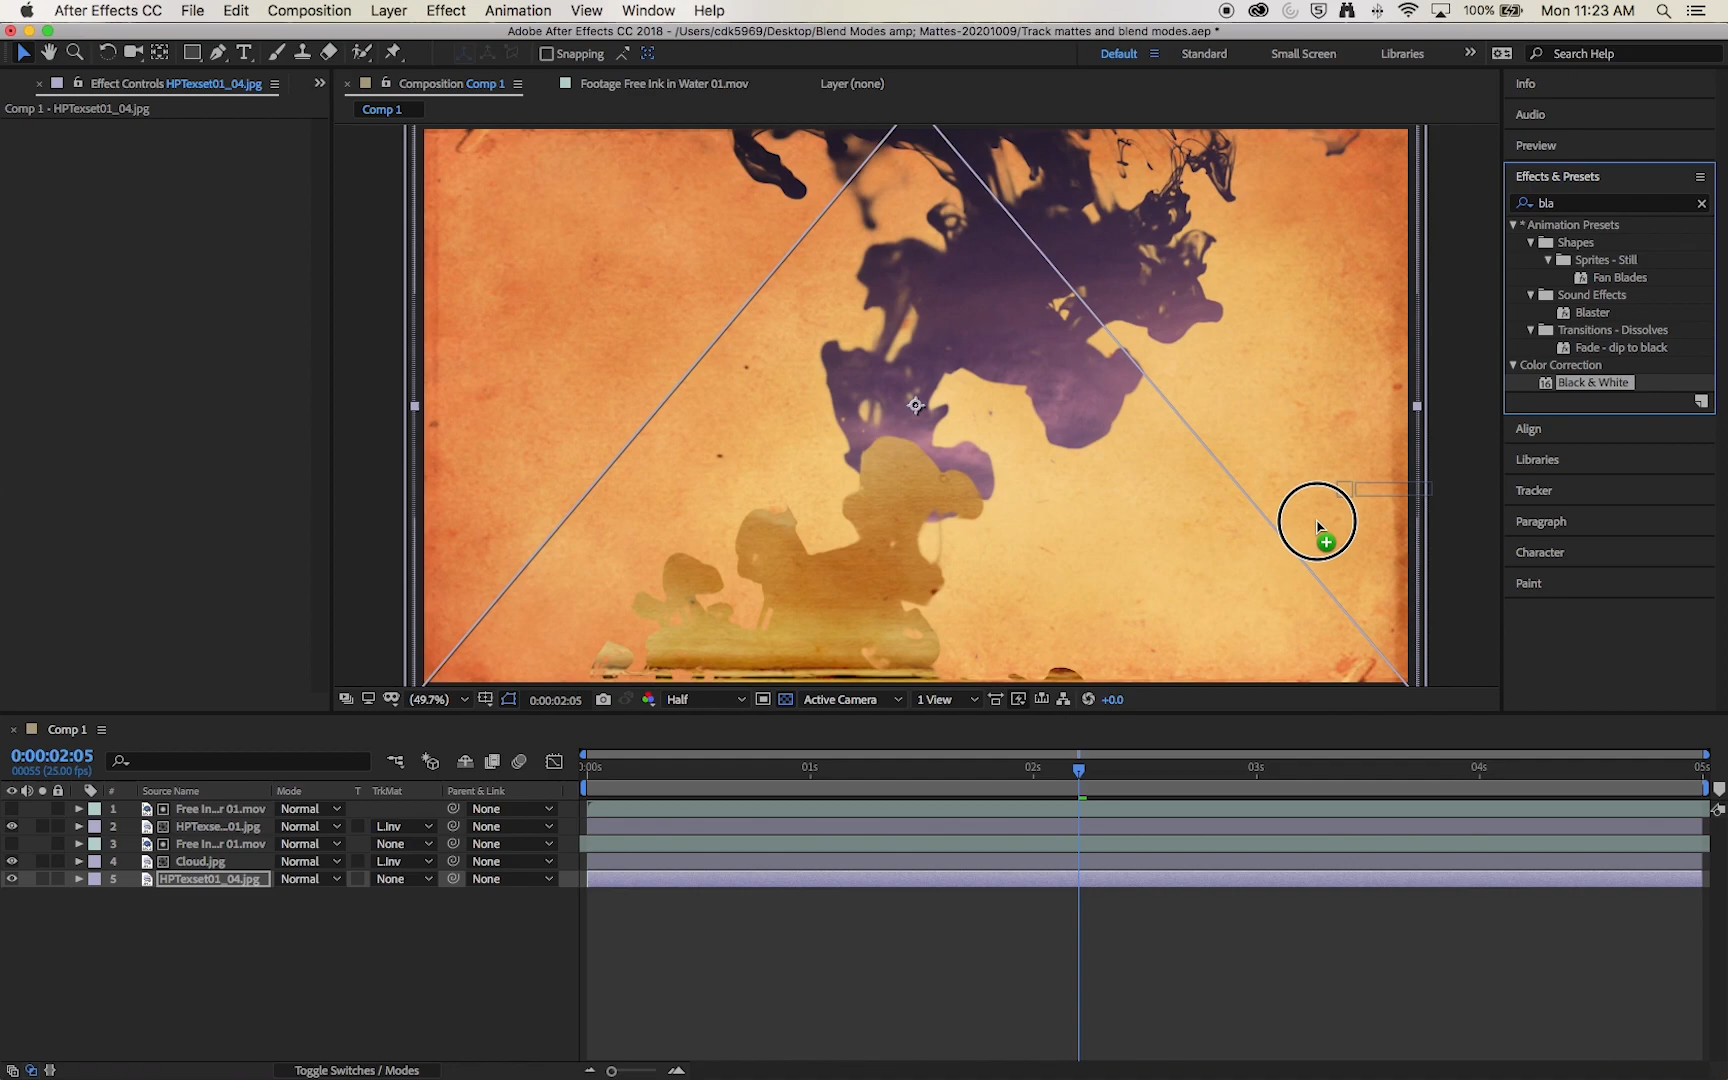 After Effects CC File Edit Composition Layer Effect Animation View Window Help 100% Mon 11:23 AM
Adobe After Effects CC 2018 - /Users/cdk5969/Desktop/Blend Modes amp; Mattes-20201009/Track mattes and blend modes.aep *
Snapping Default Standard Small Screen Libraries Search Help
Effect Controls HPTexset01_04.jpg Composition Comp 1 Footage Free Ink in Water 01.mov Layer (none)
Comp 1 - HPTexset01_04.jpg
Comp 1
Info
Audio
Preview
Effects & Presets
bla
* Animation Presets
Shapes
Sprites - Still
Fan Blades
Sound Effects
Blaster
Transitions - Dissolves
Fade - dip to black
Color Correction
16 Black & White
Align
Libraries
Tracker
Paragraph
Character
Paint
(49.7%) 0:00:02:05 Half Active Camera 1 View +0.0
Comp 1
0:00:02:05
00055 (25.00 fps)
):00s 01s 02s 03s 04s 05s
# Source Name Mode T TrkMat Parent & Link
1 Free In...r 01.mov Normal None
2 HPTexse...01.jpg Normal L.Inv None
3 Free In...r 01.mov Normal None None
4 Cloud.jpg Normal L.Inv None
5 HPTexset01_04.jpg Normal None None
Toggle Switches / Modes